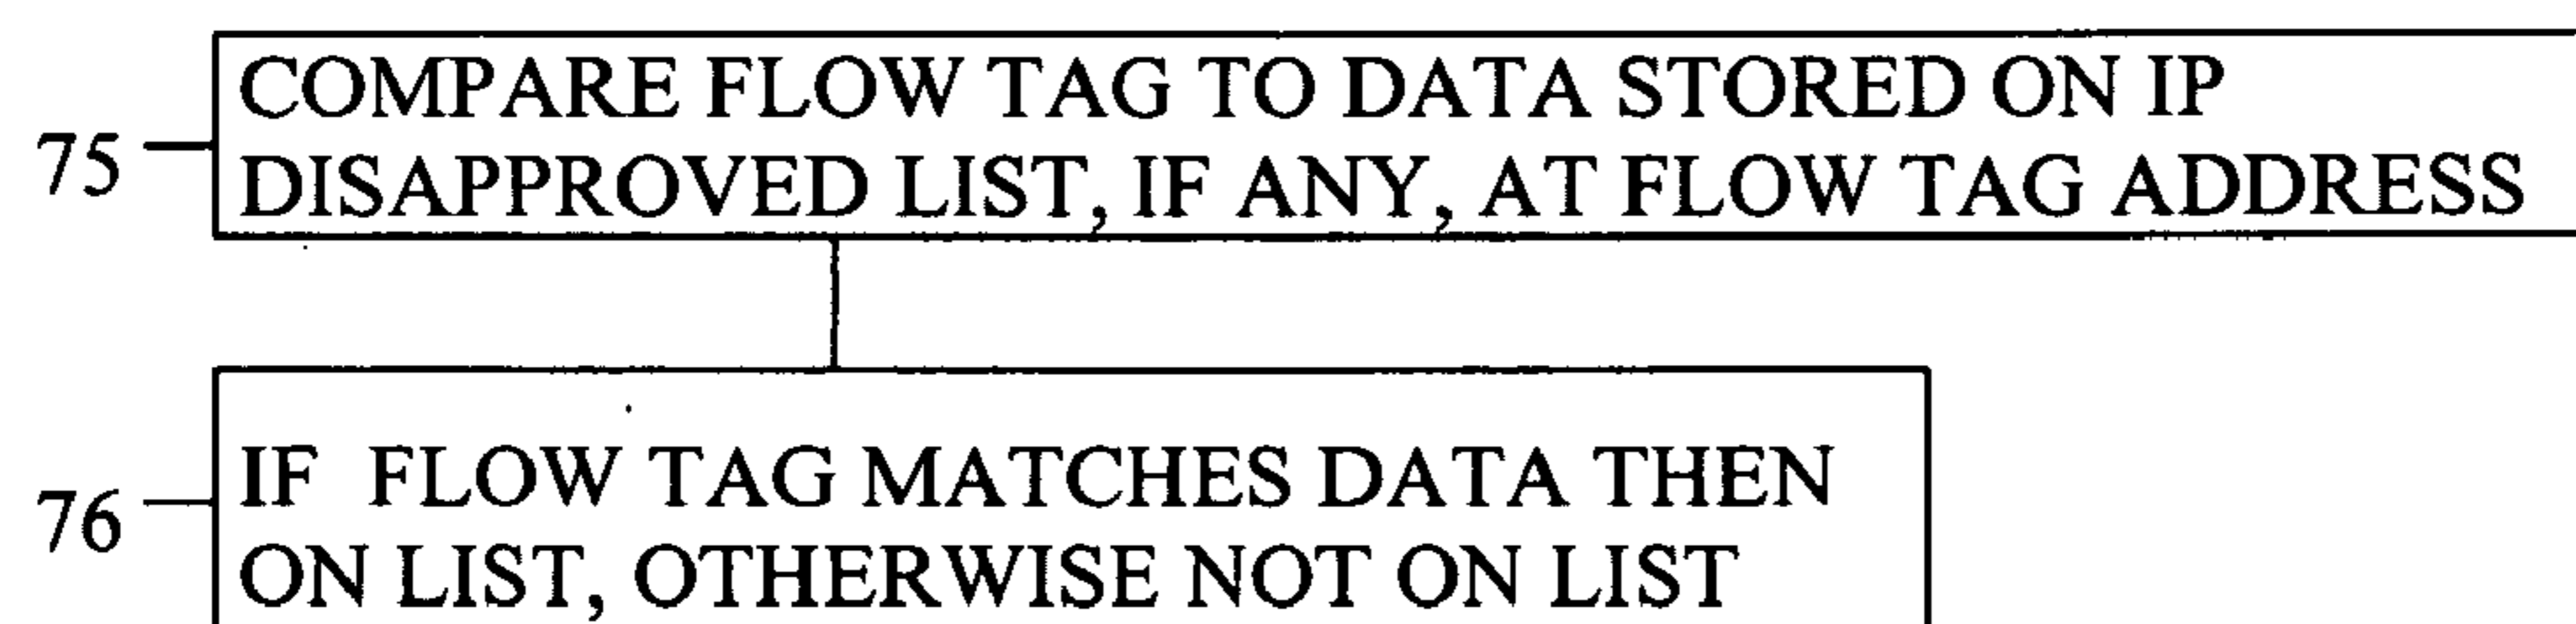 COMPARE FLOW TAG TO DATA STORED ON IP
75
DISAPPROVED LIST, IF ANY, AT FLOW TAG ADDRESS
IF FLOW TAG MATCHES DATA THEN
76
ON LIST, OTHERWISE NOT ON LIST